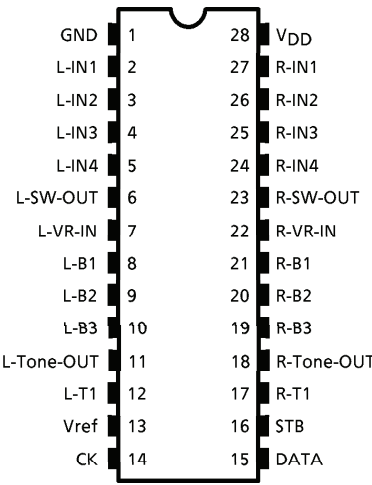 GND 1 28 VDD
L-IN1 2 27 R-IN1
L-IN2 3 26 R-IN2
L-IN3 4 25 R-IN3
L-IN4 5 24 R-IN4
L-SW-OUT 6 23 R-SW-OUT
L-VR-IN 7 22 R-VR-IN
L-B1 8 21 R-B1
L-B2 9 20 R-B2
L-B3 10 19 R-B3
L-Tone-OUT 11 18 R-Tone-OUT
L-T1 12 17 R-T1
Vref 13 16 STB
CK 14 15 DATA